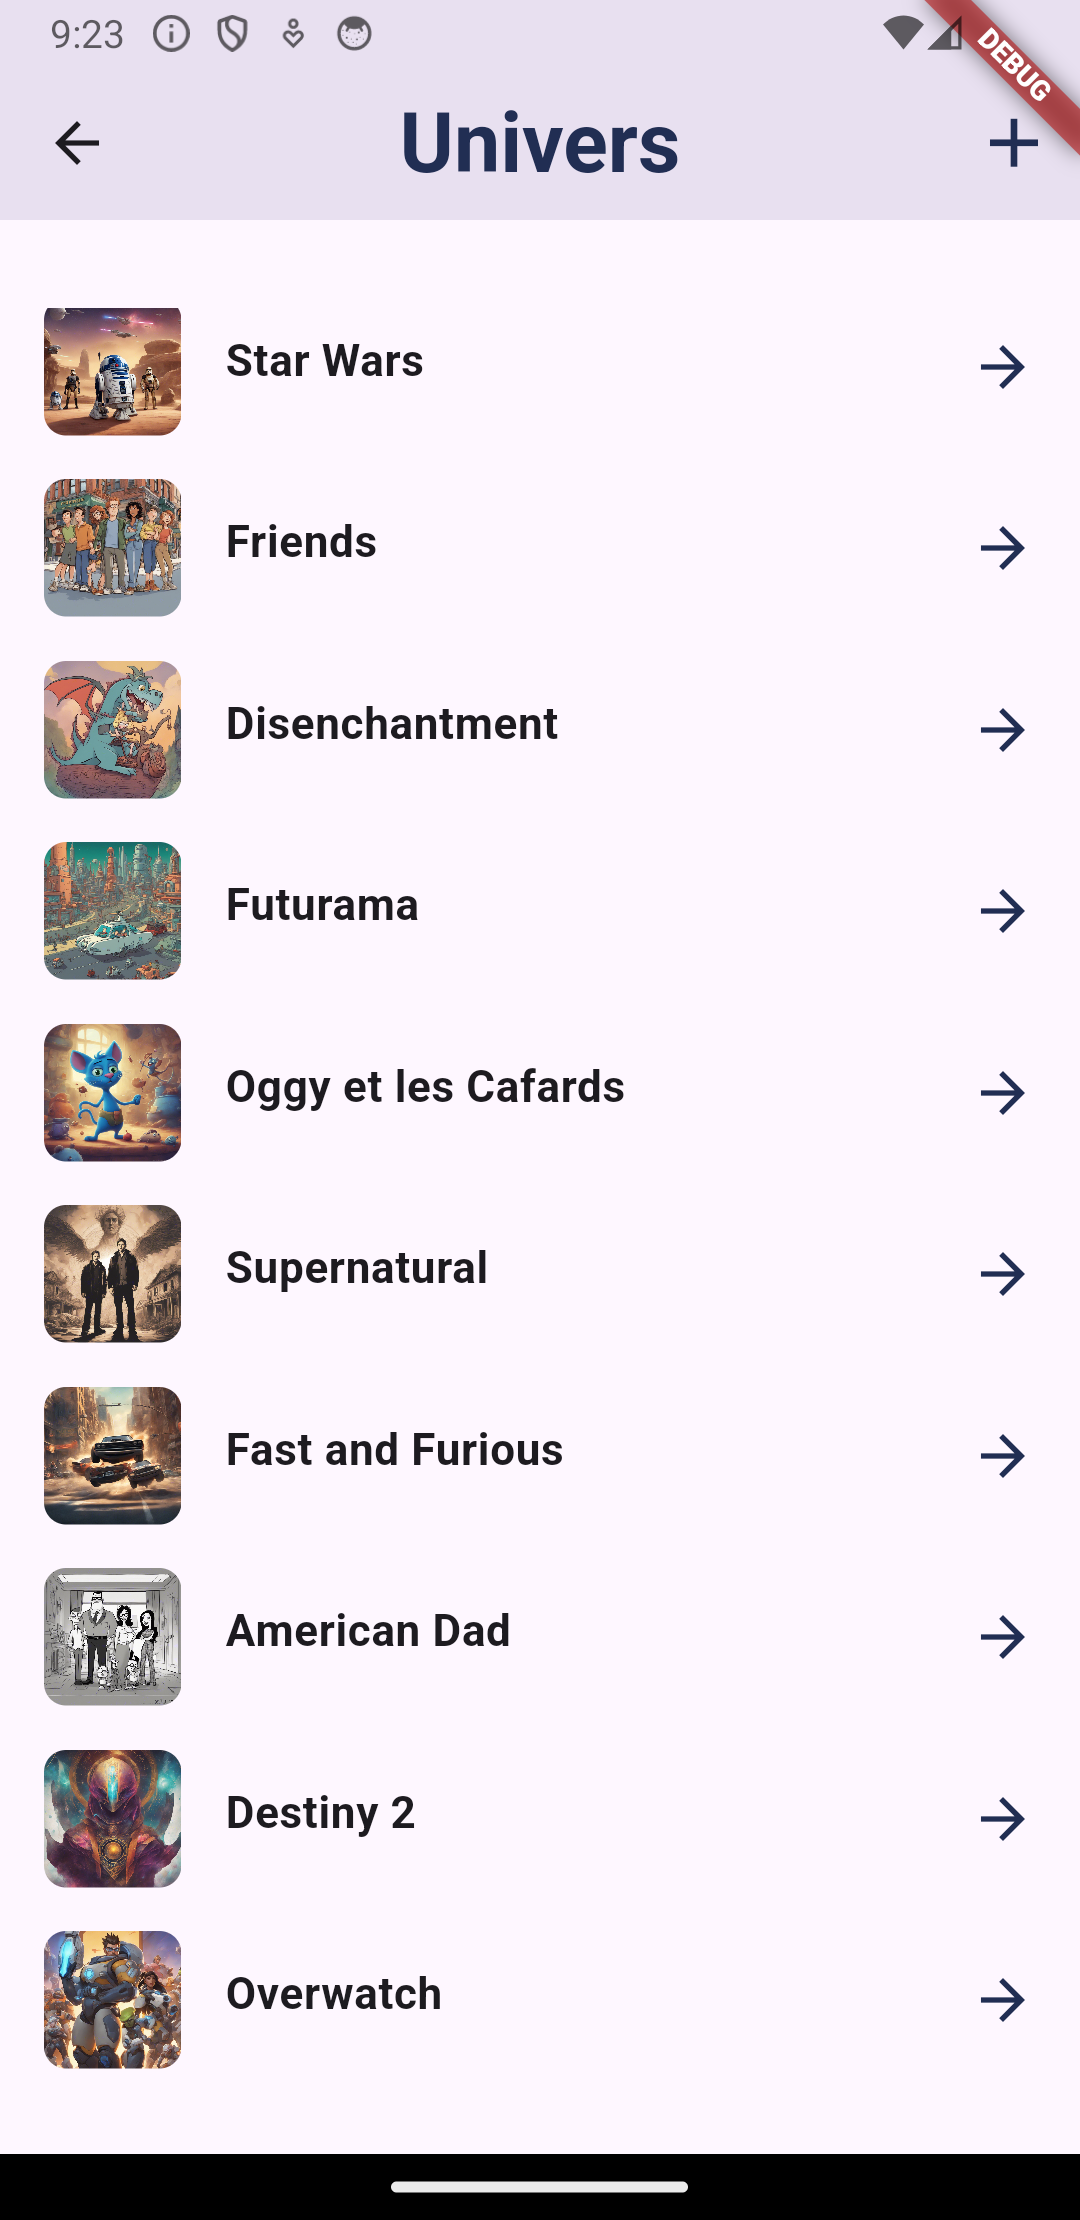 9:23
DEBUG
Univers
Star Wars
Friends
Disenchantment
Futurama
Oggy et les Cafards
Supernatural
Fast and Furious
American Dad
Destiny 2
Overwatch